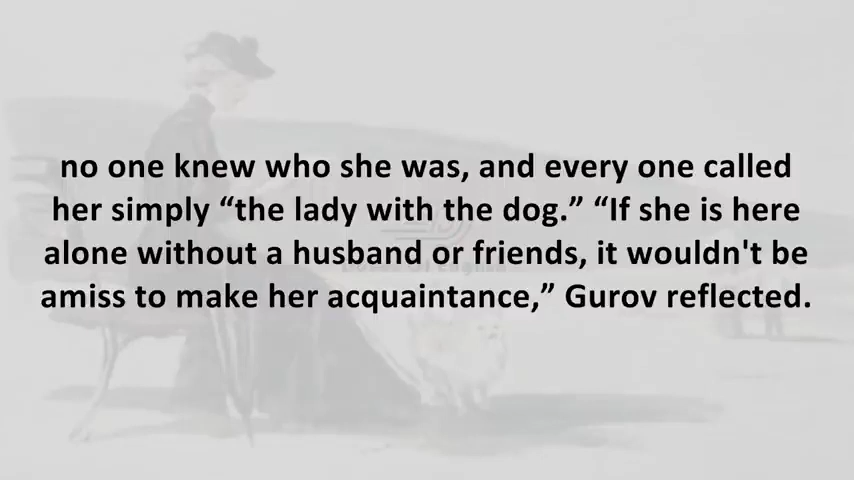 no one knew who she was, and every one called
her simply “the lady with the dog.” “If she is here
alone without a husband or friends, it wouldn't be
amiss to make her acquaintance,” Gurov reflected.